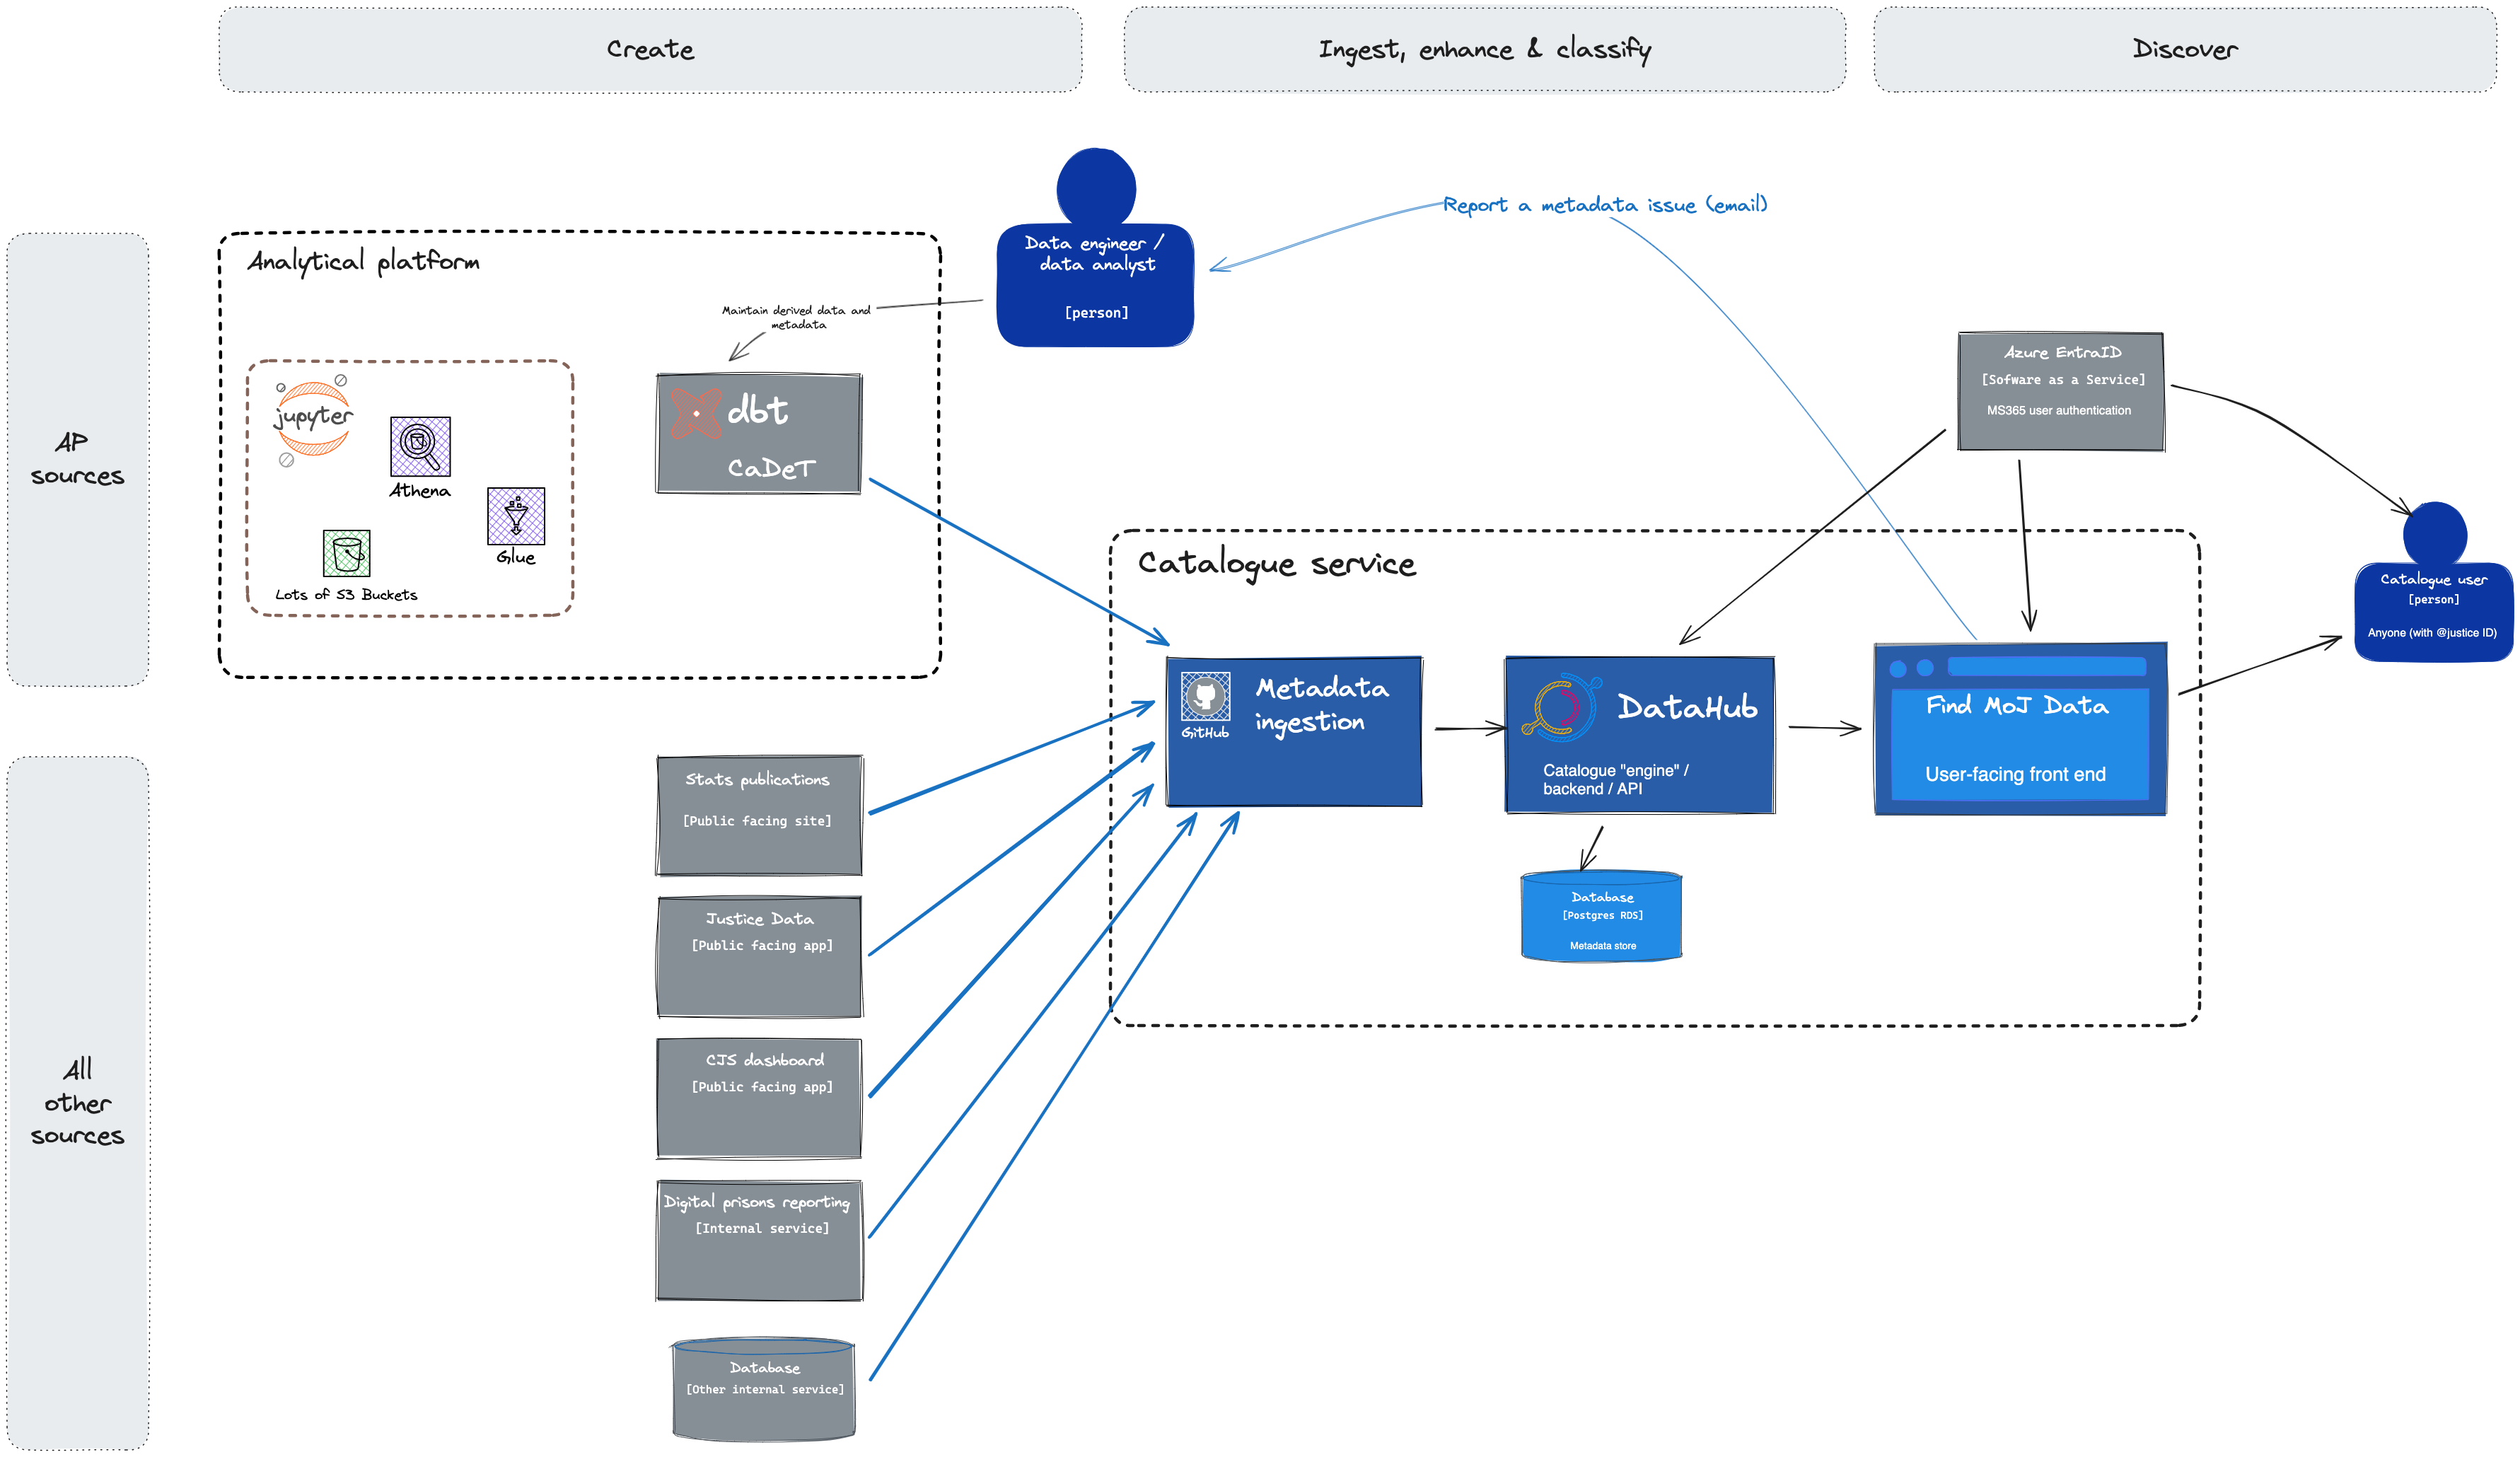 Create
Ingest, enhance & classify
Discover
AP
sources
All
other
sources
Analytical platform
jupyter
Athena
Glue
Lots of S3 Buckets
Maintain derived data and
metadata
dbt
CaDeT
Data engineer /
data analyst
[person]
Report a metadata issue (email)
Azure EntraID
[Sofware as a Service]
MS365 user authentication
Catalogue user
[person]
Anyone (with @justice ID)
Catalogue service
GitHub
Metadata
ingestion
DataHub
Catalogue "engine" /
backend / API
Find MoJ Data
User-facing front end
Database
[Postgres RDS]
Metadata store
Stats publications
[Public facing site]
Justice Data
[Public facing app]
CJS dashboard
[Public facing app]
Digital prisons reporting
[Internal service]
Database
[Other internal service]